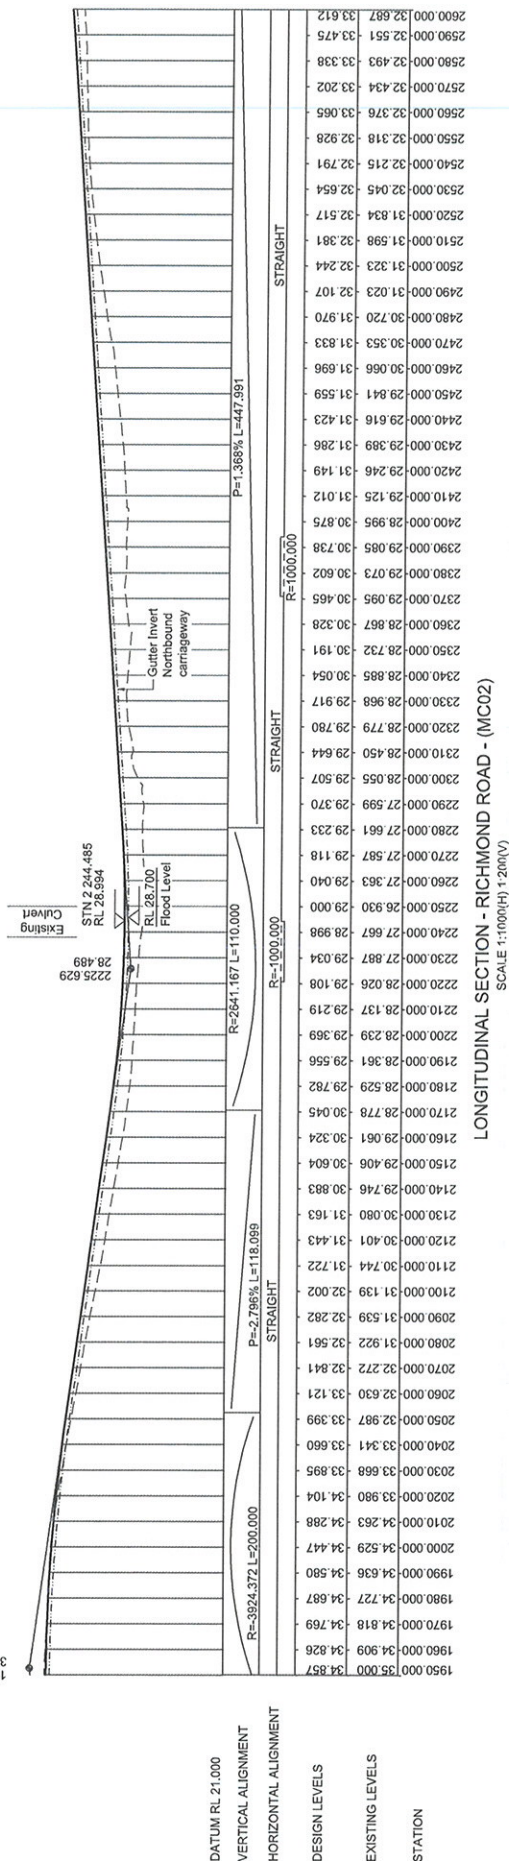 1
3
2225.629
28.489
Existing
Culvert
STN 2 244.485
RL 28.994
RL 28.700
Flood Level
Gutter Invert
Northbound
carriageway
DATUM RL 21.000
VERTICAL ALIGNMENT
R=-3924.372 L=200.000
P=-2.796% L=118.099
R=2641.167 L=110.000
P=1.368% L=447.991
HORIZONTAL ALIGNMENT
STRAIGHT
R=-1000.000
STRAIGHT
R=1000.000
STRAIGHT
DESIGN LEVELS
34.857 34.826 34.769 34.687 34.580 34.447 34.288 34.104 33.895 33.660 33.399 33.121 32.841 32.561 32.282 32.002 31.722 31.443 31.163 30.883 30.604 30.324 30.045 29.782 29.556 29.369 29.219 29.108 29.034 28.998 29.000 29.040 29.118 29.233 29.370 29.507 29.644 29.780 29.917 30.054 30.191 30.328 30.465 30.602 30.738 30.875 31.012 31.149 31.286 31.423 31.559 31.696 31.833 31.970 32.107 32.244 32.381 32.517 32.654 32.791 32.928 33.065 33.202 33.338 33.475 33.612
EXISTING LEVELS
35.000 34.909 34.818 34.727 34.636 34.529 34.263 33.980 33.668 33.341 32.987 32.630 32.272 31.922 31.539 31.139 30.744 30.401 30.080 29.746 29.406 29.061 28.778 28.529 28.361 28.239 28.137 28.026 27.887 27.667 26.930 27.363 27.587 27.661 27.599 28.055 28.450 28.779 28.968 28.885 28.732 28.867 29.095 29.073 29.085 28.995 29.125 29.246 29.389 29.616 29.841 30.066 30.353 30.720 31.023 31.323 31.598 31.834 32.045 32.215 32.318 32.376 32.434 32.493 32.551 32.687
STATION
1950.000 1960.000 1970.000 1980.000 1990.000 2000.000 2010.000 2020.000 2030.000 2040.000 2050.000 2060.000 2070.000 2080.000 2090.000 2100.000 2110.000 2120.000 2130.000 2140.000 2150.000 2160.000 2170.000 2180.000 2190.000 2200.000 2210.000 2220.000 2230.000 2240.000 2250.000 2260.000 2270.000 2280.000 2290.000 2300.000 2310.000 2320.000 2330.000 2340.000 2350.000 2360.000 2370.000 2380.000 2390.000 2400.000 2410.000 2420.000 2430.000 2440.000 2450.000 2460.000 2470.000 2480.000 2490.000 2500.000 2510.000 2520.000 2530.000 2540.000 2550.000 2560.000 2570.000 2580.000 2590.000 2600.000
LONGITUDINAL SECTION - RICHMOND ROAD - (MC02)
SCALE 1:1000(H) 1:200(V)